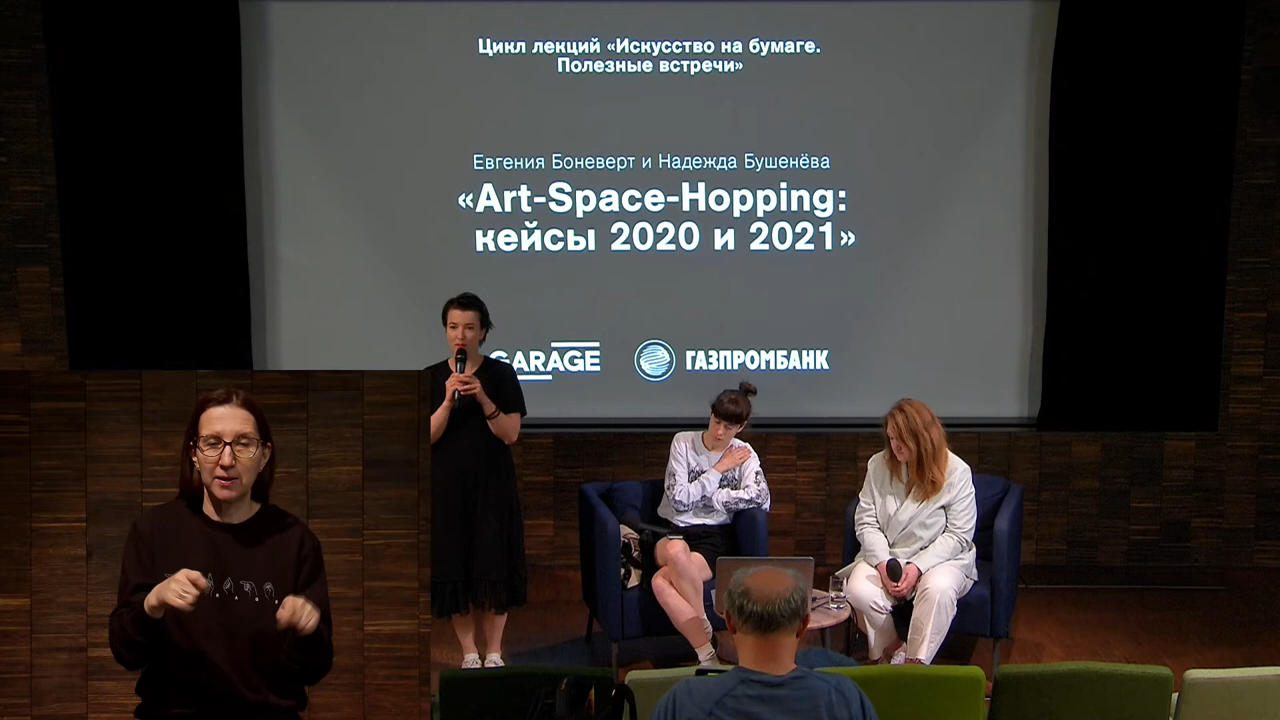 Цикл лекций «Искусство на бумаге.
Полезные встречи»
Евгения Боневерт и Надежда Бушенёва
«Art-Space-Hopping:
кейсы 2020 и 2021»
GARAGE
ГАЗПРОМБАНК